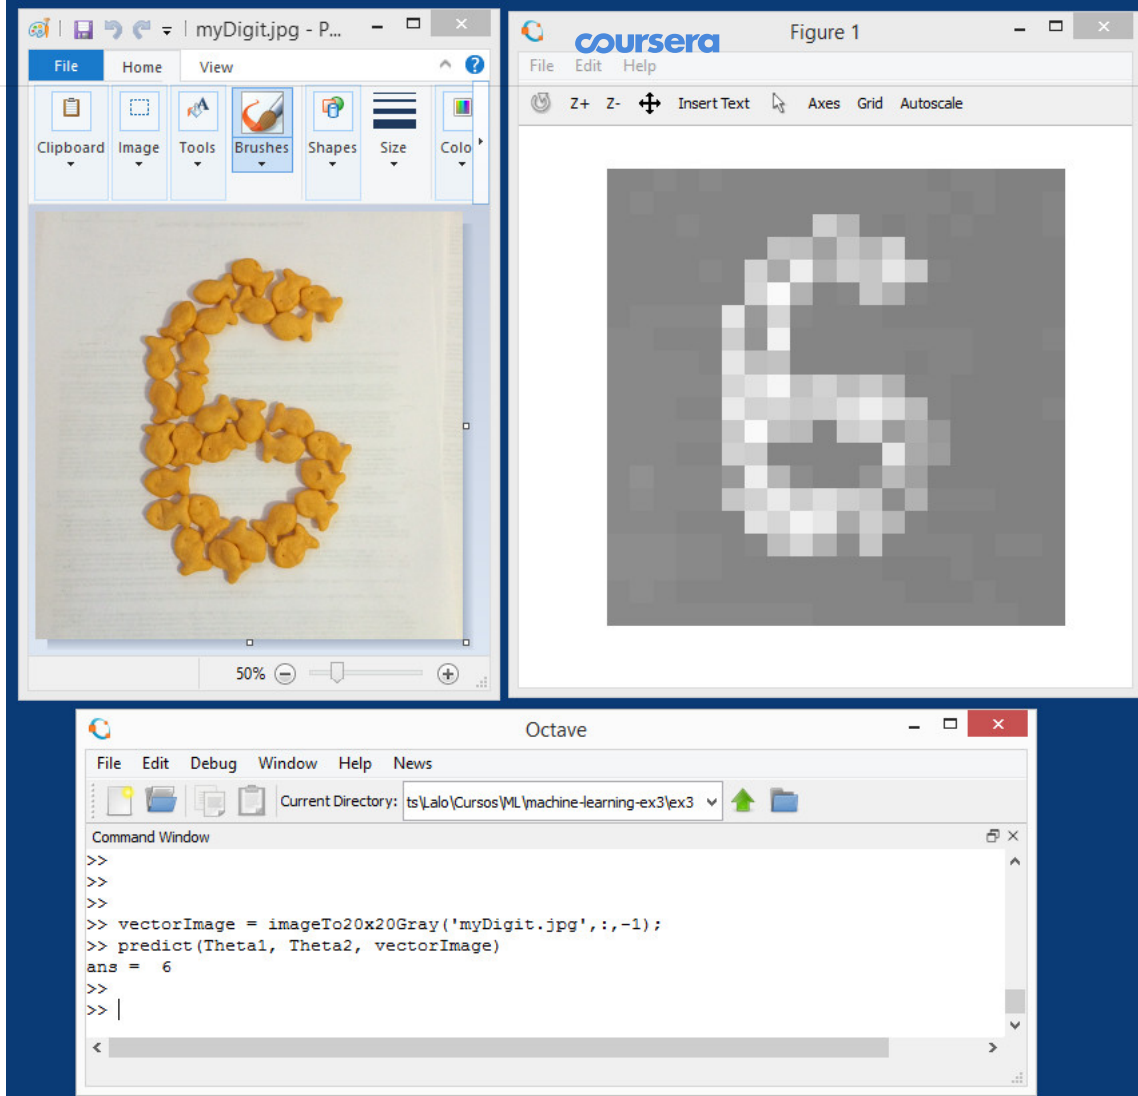 myDigit.jpg - P...
File Home View
Clipboard Image Tools Brushes Shapes Size Colo
50%
coursera
Figure 1
File Edit Help
Z+ Z- Insert Text Axes Grid Autoscale
Octave
File Edit Debug Window Help News
Current Directory: ts\Lalo\Cursos\ML\machine-learning-ex3\ex3
Command Window
>>
>>
>>
>> vectorImage = imageTo20x20Gray('myDigit.jpg',:,-1);
>> predict(Theta1, Theta2, vectorImage)
ans =  6
>>
>>